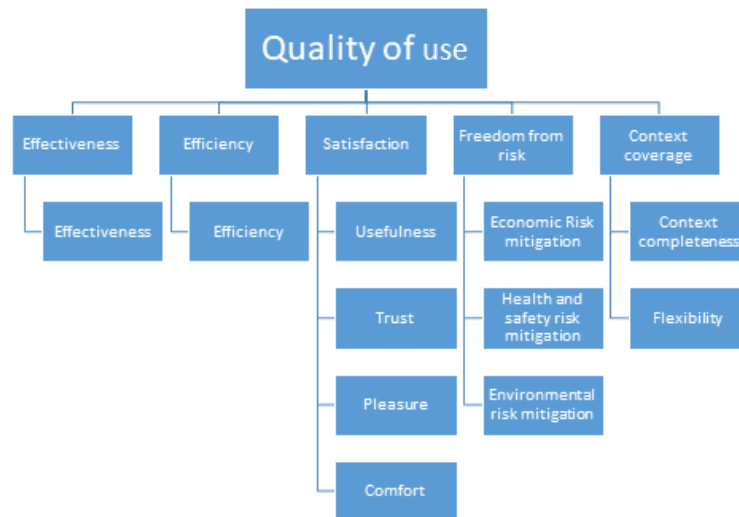 Quality of use
Effectiveness
Efficiency
Satisfaction
Freedom from
risk
Context
coverage
Effectiveness
Efficiency
Usefulness
Economic Risk
mitigation
Context
completeness
Trust
Health and
safety risk
mitigation
Flexibility
Pleasure
Environmental
risk mitigation
Comfort